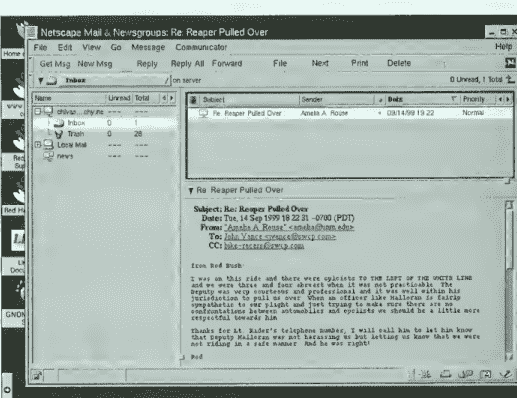 Netscape Mail & Newsgroups: Re: Reaper Pulled Over
File Edit View Go Message Communicator Help
Get Msg New Msg Reply Reply All Forward File Next Print Delete
Inbox on server 0 Unread, 1 Total
Name Unread Total
Inbox 0 1
Trash 0 28
Local Mail
news
Subject Sender Date Priority
Re: Reaper Pulled Over Amelia A. Rouse 09/14/99 19:22 Normal
Re: Reaper Pulled Over
Subject: Re: Reaper Pulled Over
Date: Tue, 14 Sep 1999 18:22:31 -0700 (PDT)
From: "Amelia A. Rouse"
To: John Vance
CC:
from Rod Rush
I was on this ride and there were cyclists TO THE LEFT OF THE WHITE LINE
and we were three and four abreast when it was not practicable. The
Deputy was very courteous and professional and it was well within his
jurisdiction to pull us over. When an officer like Halloran is fairly
sympathetic to our plight and just trying to make sure there are no
confrontations between automobiles and cyclists we should be a little more
respectful towards him
Thanks for Lt. Rider's telephone number, I will call him to let him know
that Deputy Halloran was not harassing us but letting us know that we were
not riding in a safe manner. And he was right!
Rod